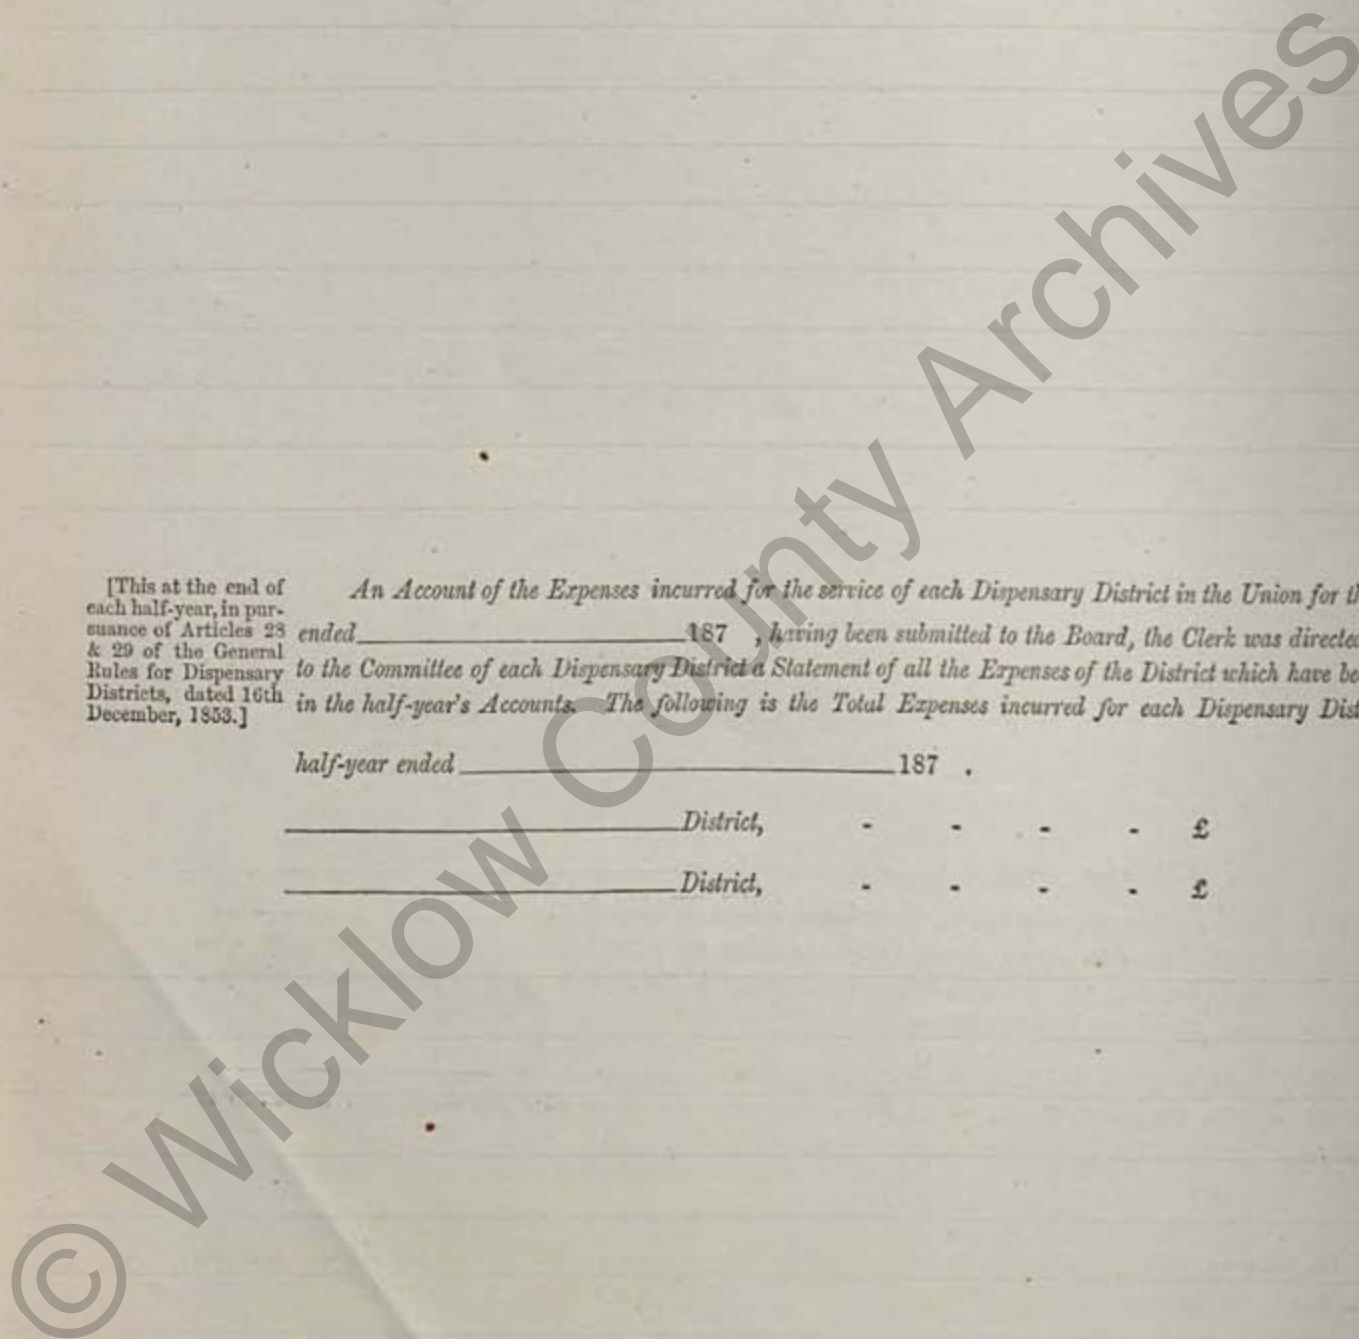 [This at the end of
each half-year, in pur-
suance of Articles 28
& 29 of the General
Rules for Dispensary
Districts, dated 16th
December, 1853.]
An Account of the Expenses incurred for the service of each Dispensary District in the Union for th
ended 187 , having been submitted to the Board, the Clerk was directed
to the Committee of each Dispensary District a Statement of all the Expenses of the District which have be
in the half-year's Accounts. The following is the Total Expenses incurred for each Dispensary Dist
half-year ended 187 .
District, - - - - £
District, - - - - £
© Wicklow County Archives